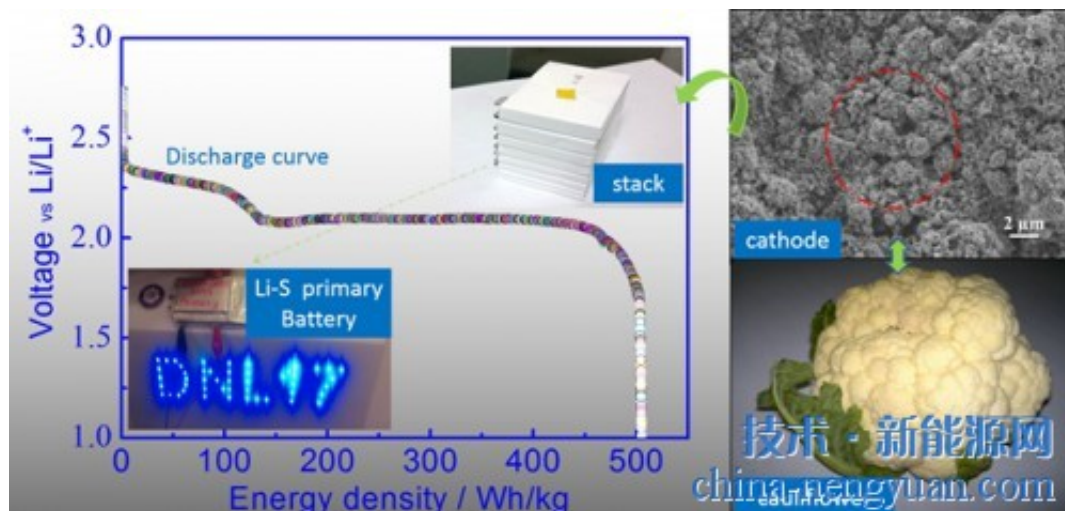 3.0
2.5
2.0
1.5
1.0
Voltage vs Li/Li⁺
Discharge curve
stack
Li-S primary
Battery
DNL17
0 100 200 300 400 500
Energy density / Wh/kg
cathode
2 μm
技术·新能源网
china-nengyuan.com
cauliflower